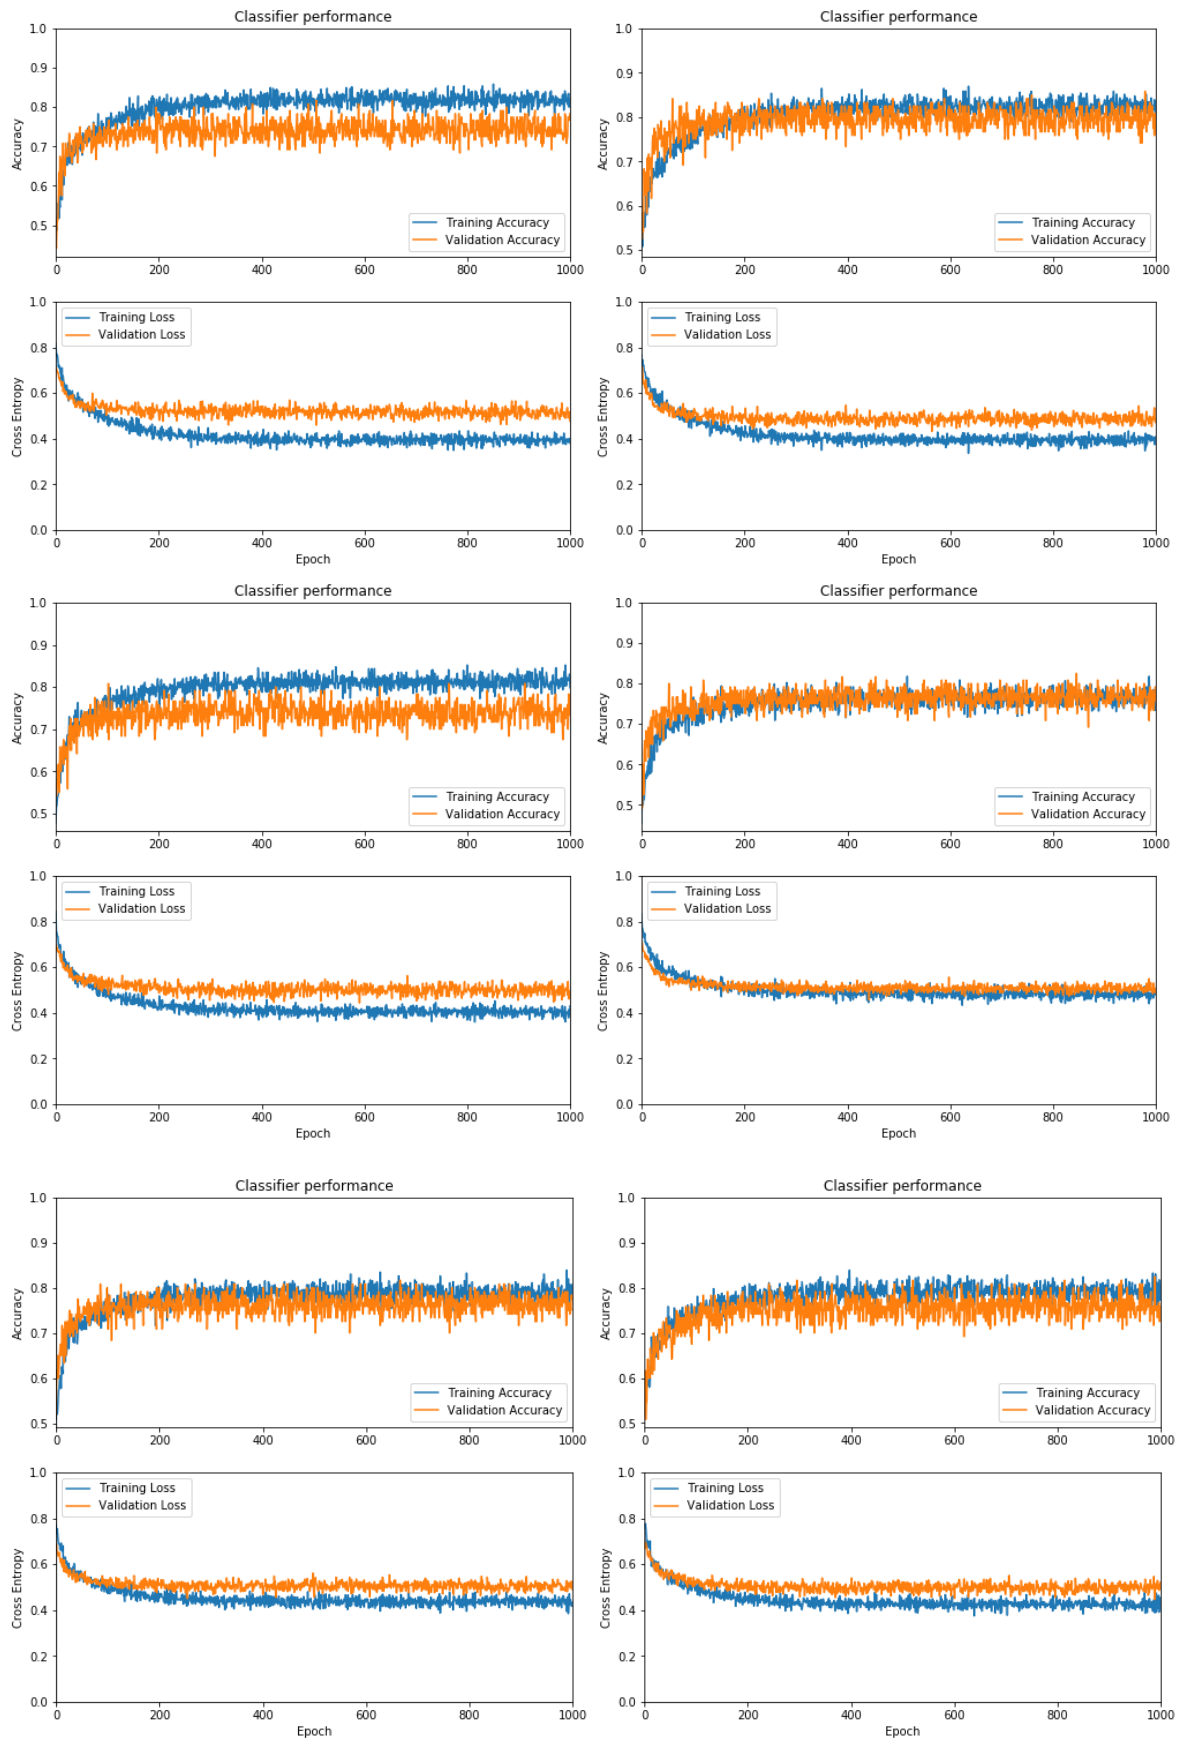 Classifier performance
1.0
0.9
0.8
0.7
0.6
0.5
Accuracy
Training Accuracy
Validation Accuracy
0 200 400 600 800 1000
1.0
0.8
0.6
0.4
0.2
0.0
Cross Entropy
Training Loss
Validation Loss
0 200 400 600 800 1000
Epoch
Classifier performance
1.0
0.9
0.8
0.7
0.6
0.5
Accuracy
Training Accuracy
Validation Accuracy
0 200 400 600 800 1000
1.0
0.8
0.6
0.4
0.2
0.0
Cross Entropy
Training Loss
Validation Loss
0 200 400 600 800 1000
Epoch
Classifier performance
1.0
0.9
0.8
0.7
0.6
0.5
Accuracy
Training Accuracy
Validation Accuracy
0 200 400 600 800 1000
1.0
0.8
0.6
0.4
0.2
0.0
Cross Entropy
Training Loss
Validation Loss
0 200 400 600 800 1000
Epoch
Classifier performance
1.0
0.9
0.8
0.7
0.6
0.5
Accuracy
Training Accuracy
Validation Accuracy
0 200 400 600 800 1000
1.0
0.8
0.6
0.4
0.2
0.0
Cross Entropy
Training Loss
Validation Loss
0 200 400 600 800 1000
Epoch
Classifier performance
1.0
0.9
0.8
0.7
0.6
0.5
Accuracy
Training Accuracy
Validation Accuracy
0 200 400 600 800 1000
1.0
0.8
0.6
0.4
0.2
0.0
Cross Entropy
Training Loss
Validation Loss
0 200 400 600 800 1000
Epoch
Classifier performance
1.0
0.9
0.8
0.7
0.6
0.5
Accuracy
Training Accuracy
Validation Accuracy
0 200 400 600 800 1000
1.0
0.8
0.6
0.4
0.2
0.0
Cross Entropy
Training Loss
Validation Loss
0 200 400 600 800 1000
Epoch